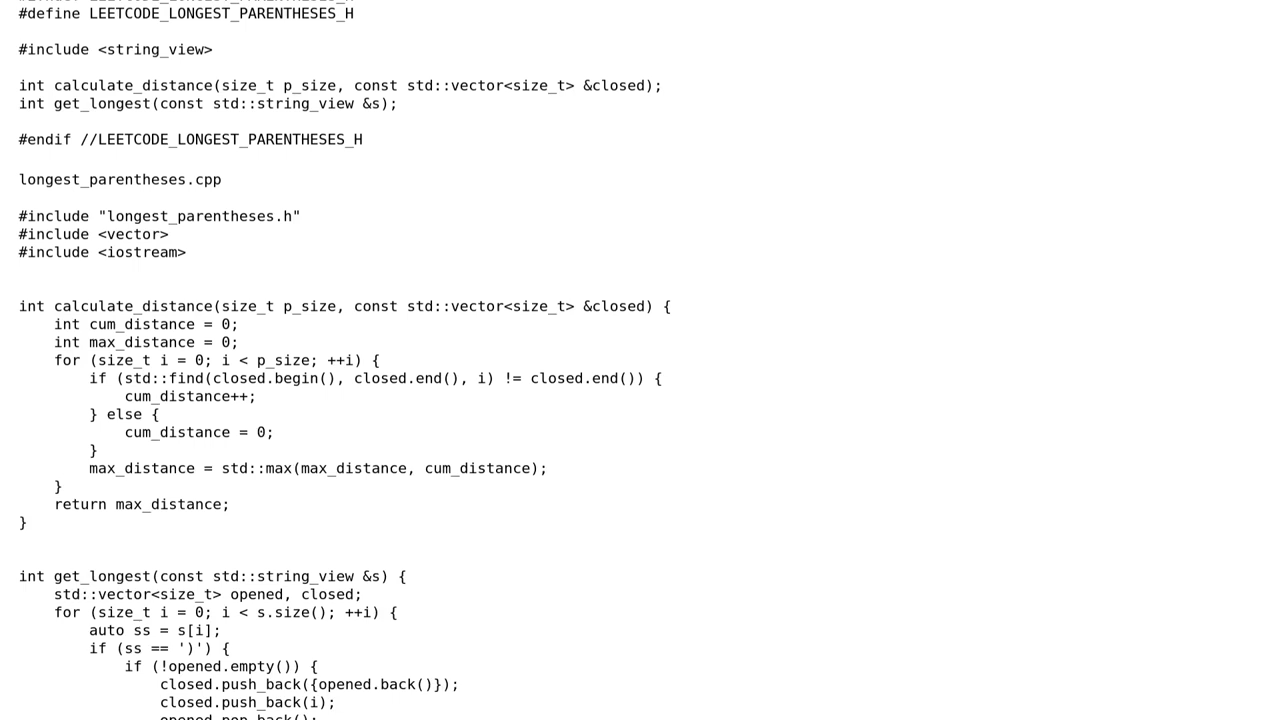 #define LEETCODE_LONGEST_PARENTHESES_H
#include <string_view>
int calculate_distance(size_t p_size, const std::vector<size_t> &closed);
int get_longest(const std::string_view &s);
#endif //LEETCODE_LONGEST_PARENTHESES_H
longest_parentheses.cpp
#include "longest_parentheses.h"
#include <vector>
#include <iostream>
int calculate_distance(size_t p_size, const std::vector<size_t> &closed) {
    int cum_distance = 0;
    int max_distance = 0;
    for (size_t i = 0; i < p_size; ++i) {
        if (std::find(closed.begin(), closed.end(), i) != closed.end()) {
            cum_distance++;
        } else {
            cum_distance = 0;
        }
        max_distance = std::max(max_distance, cum_distance);
    }
    return max_distance;
}
int get_longest(const std::string_view &s) {
    std::vector<size_t> opened, closed;
    for (size_t i = 0; i < s.size(); ++i) {
        auto ss = s[i];
        if (ss == ')') {
            if (!opened.empty()) {
                closed.push_back({opened.back()});
                closed.push_back(i);
                opened.pop_back();